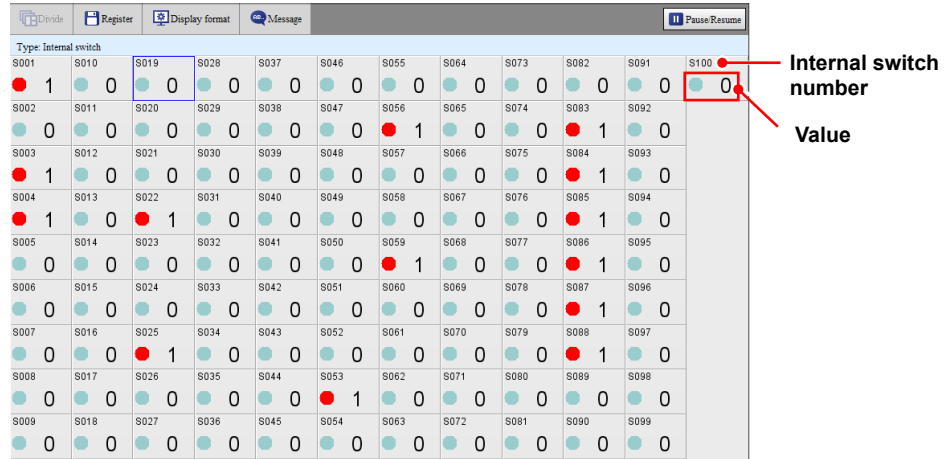 Divide Register Display format Message Pause/Resume
Type: Internal switch
S001 S010 S019 S028 S037 S046 S055 S064 S073 S082 S091 S100
1 0 0 0 0 0 0 0 0 0 0 0
S002 S011 S020 S029 S038 S047 S056 S065 S074 S083 S092
0 0 0 0 0 0 1 0 0 1 0
S003 S012 S021 S030 S039 S048 S057 S066 S075 S084 S093
1 0 0 0 0 0 0 0 0 1 0
S004 S013 S022 S031 S040 S049 S058 S067 S076 S085 S094
1 0 1 0 0 0 0 0 0 1 0
S005 S014 S023 S032 S041 S050 S059 S068 S077 S086 S095
0 0 0 0 0 0 1 0 0 1 0
S006 S015 S024 S033 S042 S051 S060 S069 S078 S087 S096
0 0 0 0 0 0 0 0 0 1 0
S007 S016 S025 S034 S043 S052 S061 S070 S079 S088 S097
0 0 1 0 0 0 0 0 0 1 0
S008 S017 S026 S035 S044 S053 S062 S071 S080 S089 S098
0 0 0 0 0 1 0 0 0 0 0
S009 S018 S027 S036 S045 S054 S063 S072 S081 S090 S099
0 0 0 0 0 0 0 0 0 0 0
Internal switch
number
Value